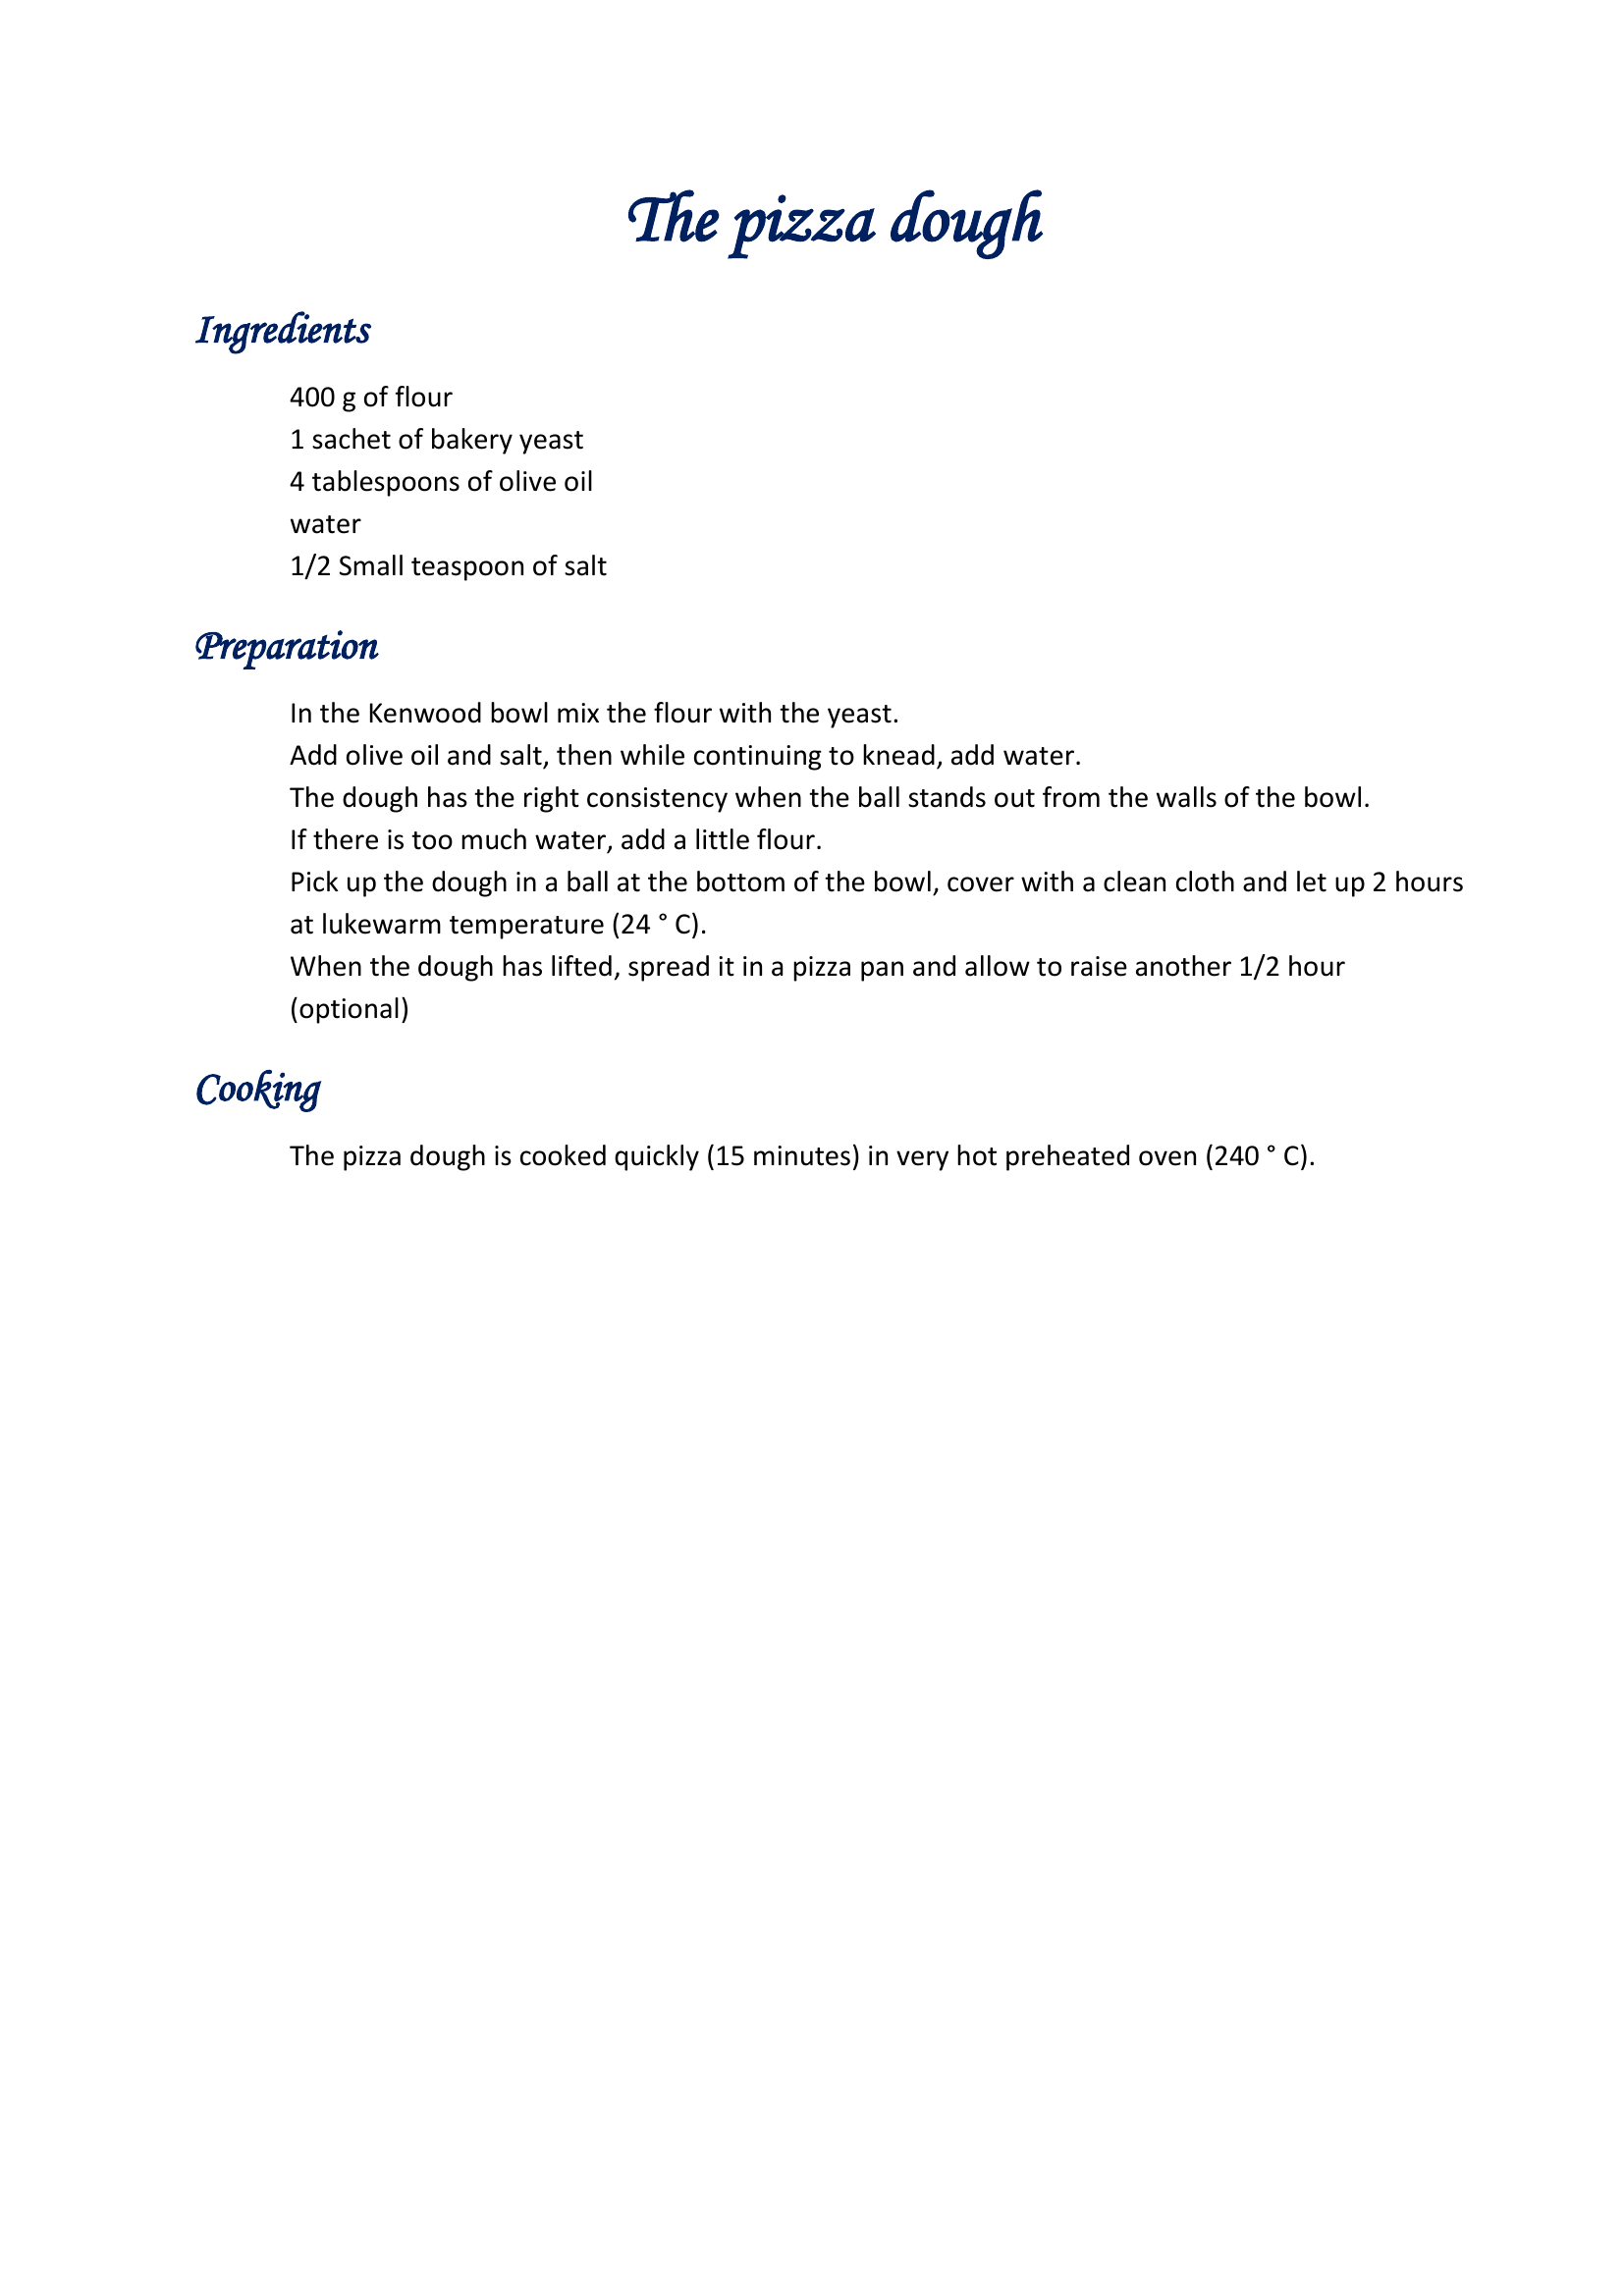 The pizza dough
Ingredients
400 g of flour
1 sachet of bakery yeast
4 tablespoons of olive oil
water
1/2 Small teaspoon of salt
Preparation
In the Kenwood bowl mix the flour with the yeast.
Add olive oil and salt, then while continuing to knead, add water.
The dough has the right consistency when the ball stands out from the walls of the bowl.
If there is too much water, add a little flour.
Pick up the dough in a ball at the bottom of the bowl, cover with a clean cloth and let up 2 hours
at lukewarm temperature (24 ° C).
When the dough has lifted, spread it in a pizza pan and allow to raise another 1/2 hour
(optional)
Cooking
The pizza dough is cooked quickly (15 minutes) in very hot preheated oven (240 ° C).